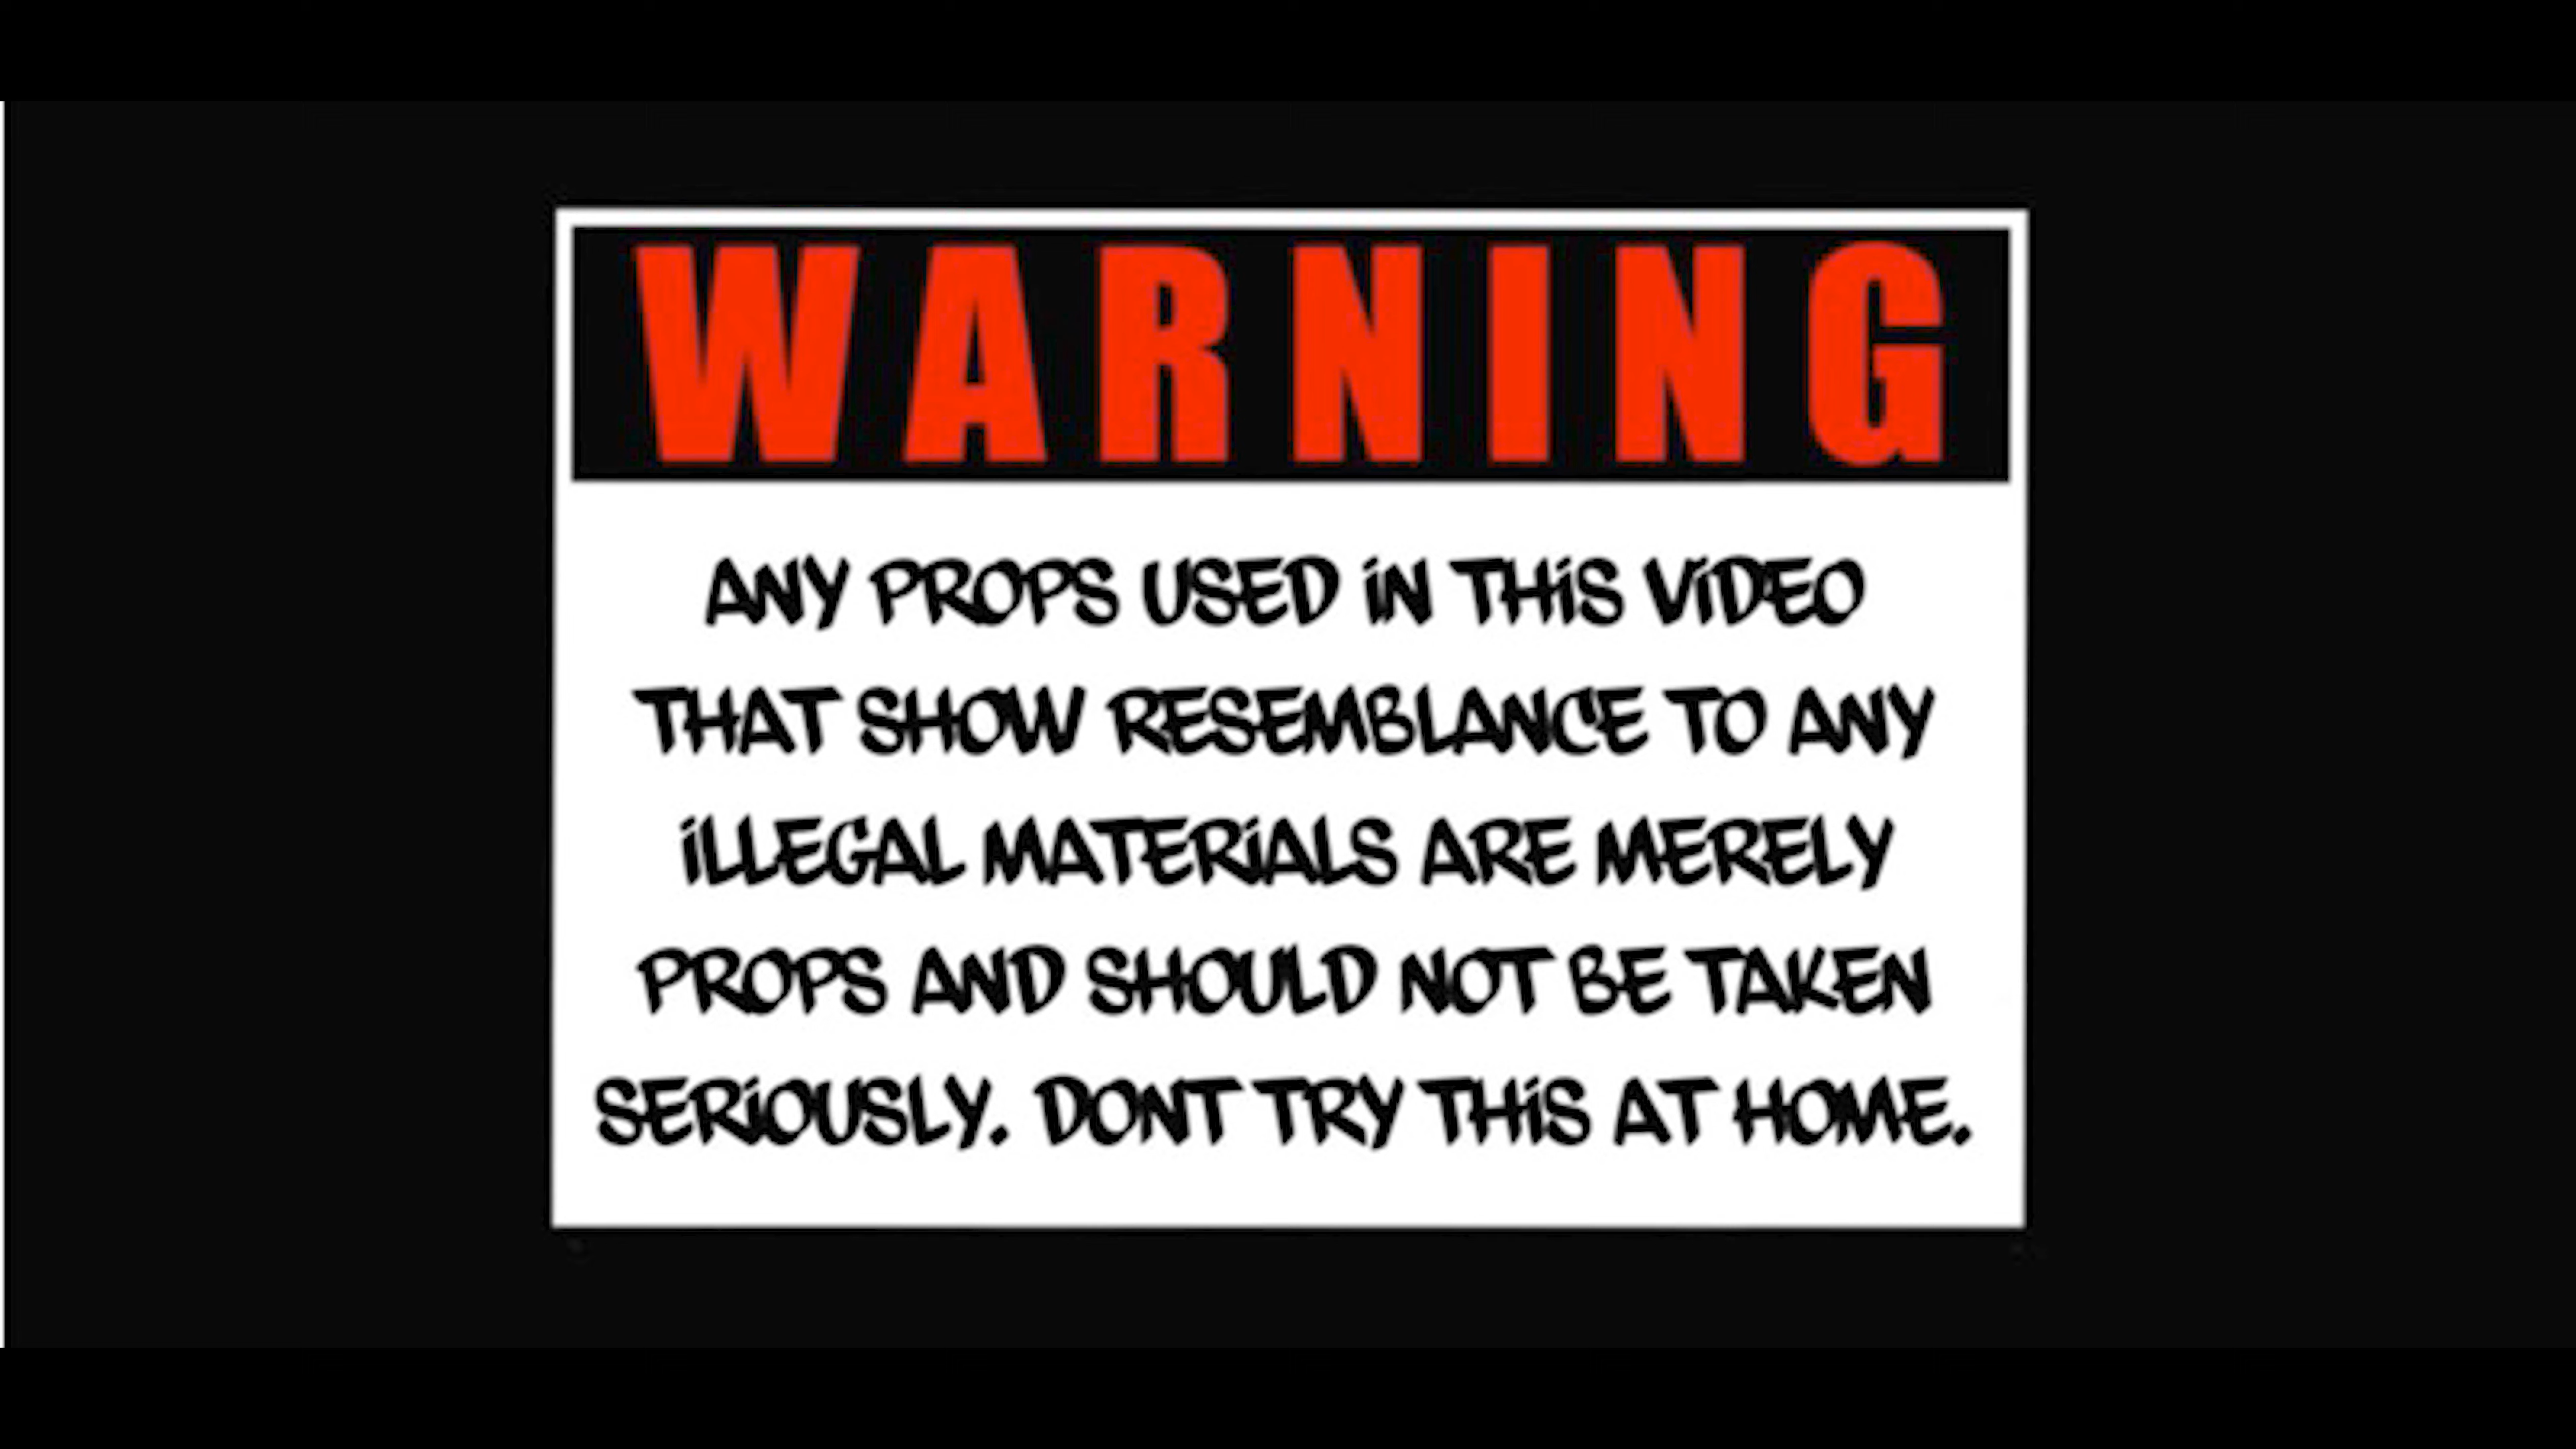 WARNING
ANY PROPS USED iN THiS ViDEO
THAT SHOW RESEMBLANCE TO ANY
iLLEGAL MATERiALS ARE MERELY
PROPS AND SHOULD NOT BE TAKEN
SERiOUSLY. DONT TRY THiS AT HOME.